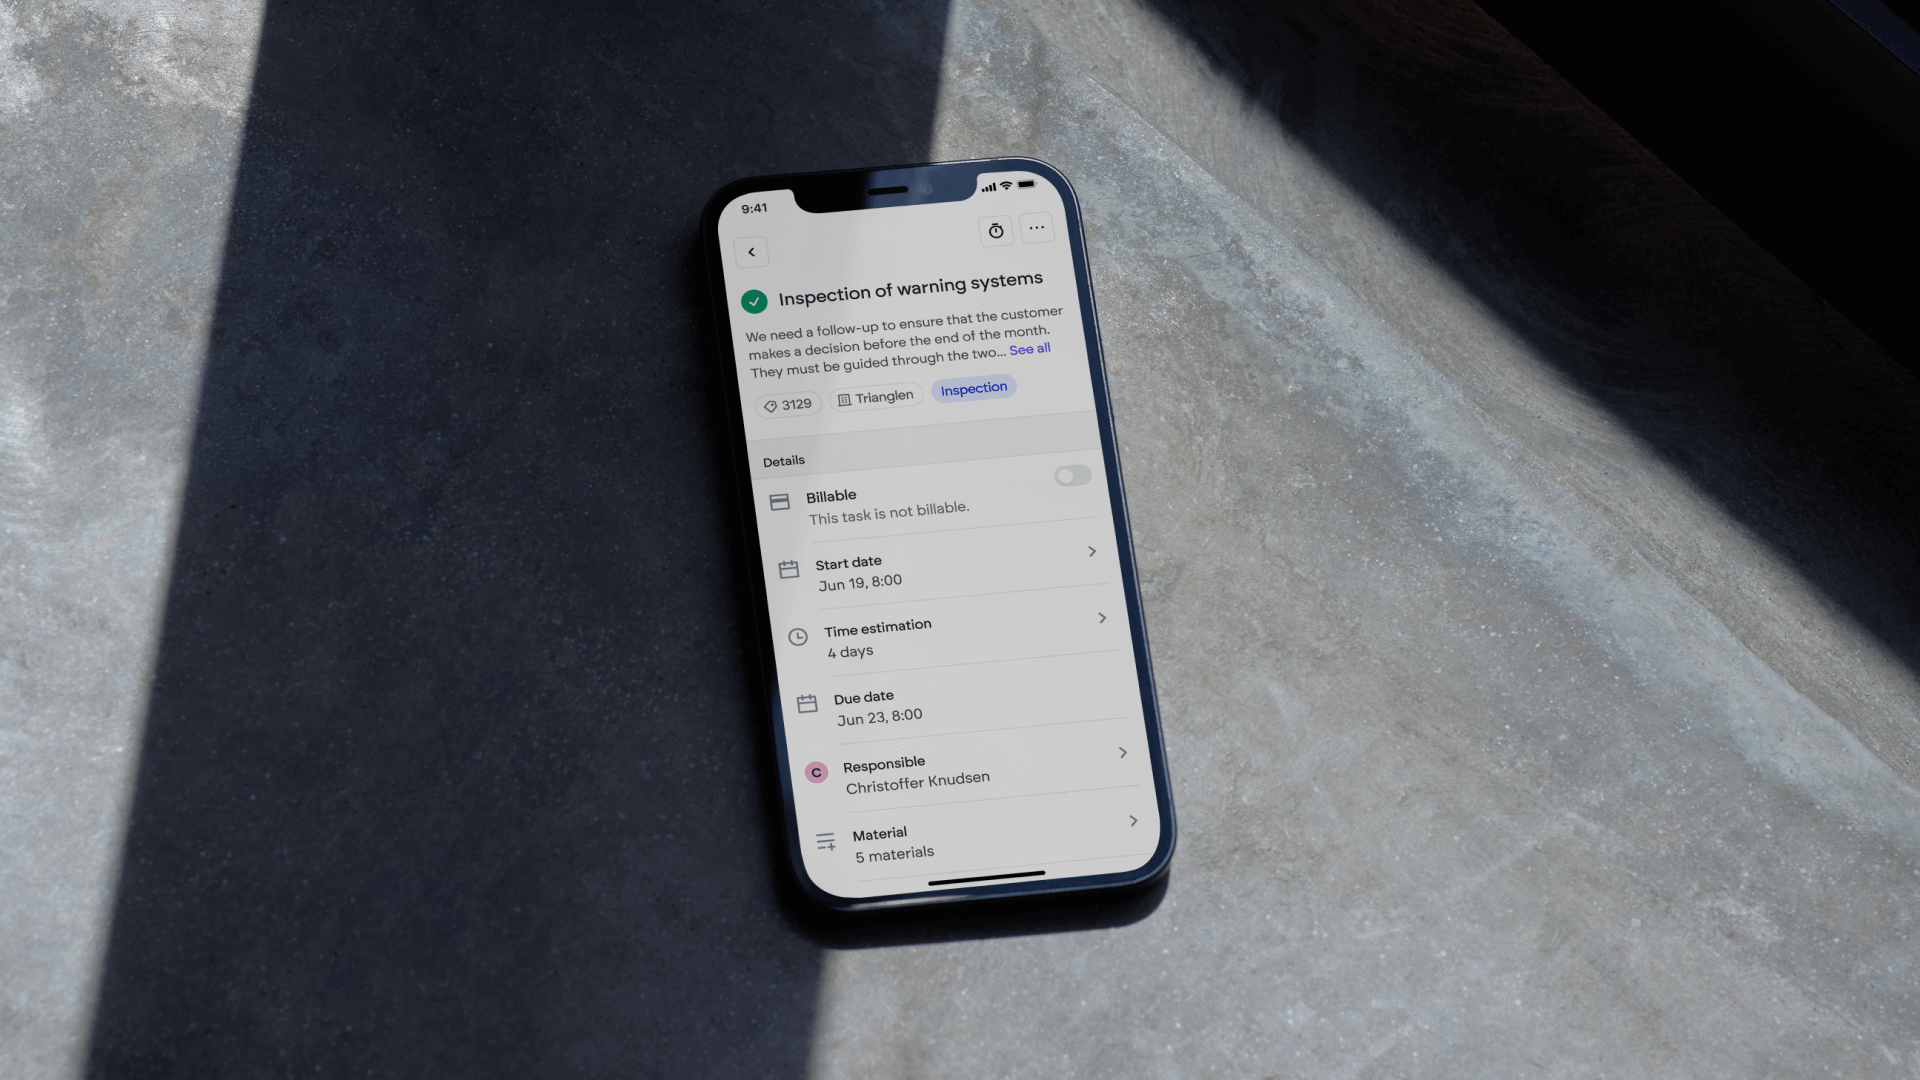 9:41
Inspection of warning systems
We need a follow-up to ensure that the customer
makes a decision before the end of the month.
They must be guided through the two... See all
3129 Trianglen Inspection
Details
Billable
This task is not billable.
Start date
Jun 19, 8:00
Time estimation
4 days
Due date
Jun 23, 8:00
C
Responsible
Christoffer Knudsen
Material
5 materials